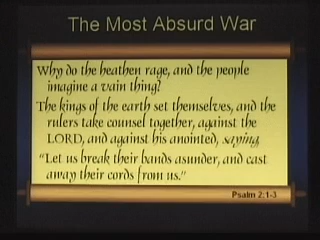 The Most Absurd War
Why do the heathen rage, and the people
imagine a vain thing?
The kings of the earth set themselves, and the
rulers take counsel together, against the
LORD, and against his anointed, saying,
"Let us break their bands asunder, and cast
away their cords from us."
Psalm 2:1-3